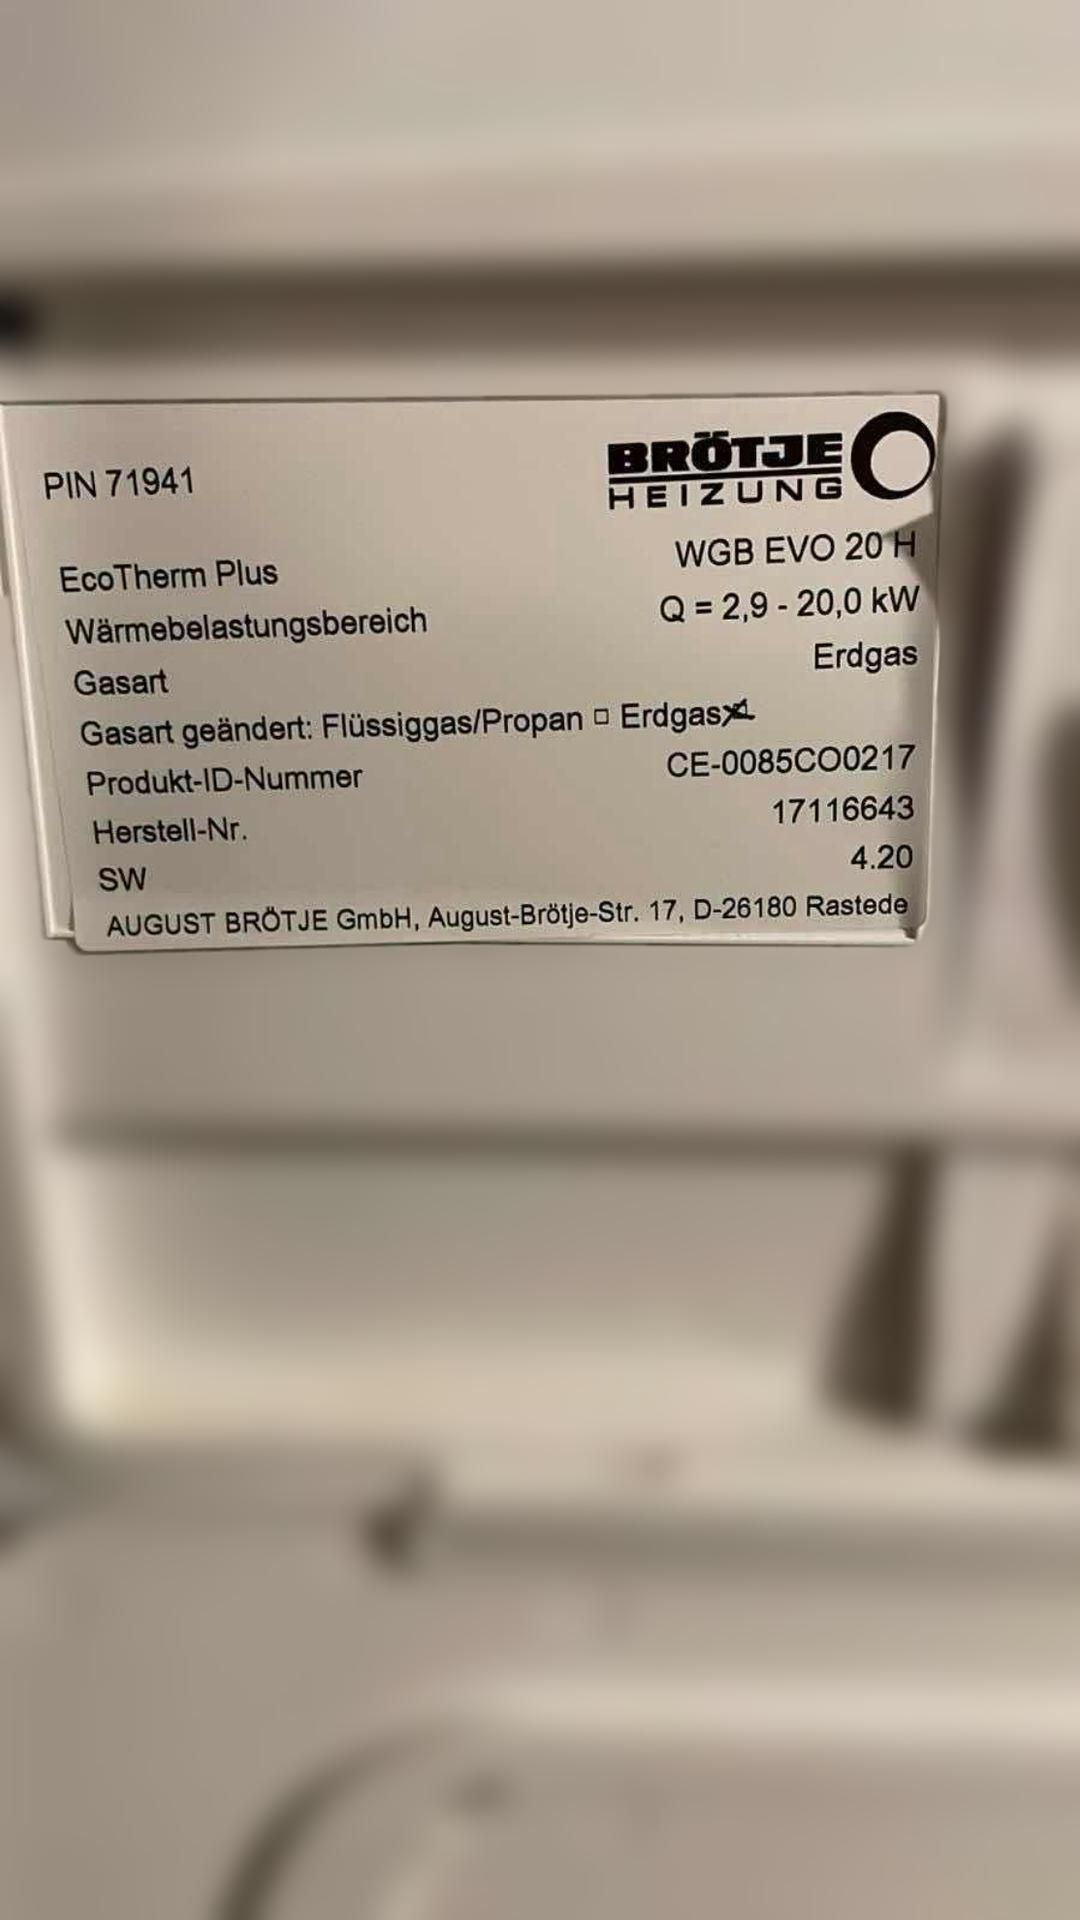 PIN 71941
BRÖTJE
HEIZUNG
EcoTherm Plus WGB EVO 20 H
Wärmebelastungsbereich Q = 2,9 - 20,0 kW
Gasart Erdgas
Gasart geändert: Flüssiggas/Propan □ Erdgas
Produkt-ID-Nummer CE-0085CO0217
Herstell-Nr. 17116643
SW 4.20
AUGUST BRÖTJE GmbH, August-Brötje-Str. 17, D-26180 Rastede